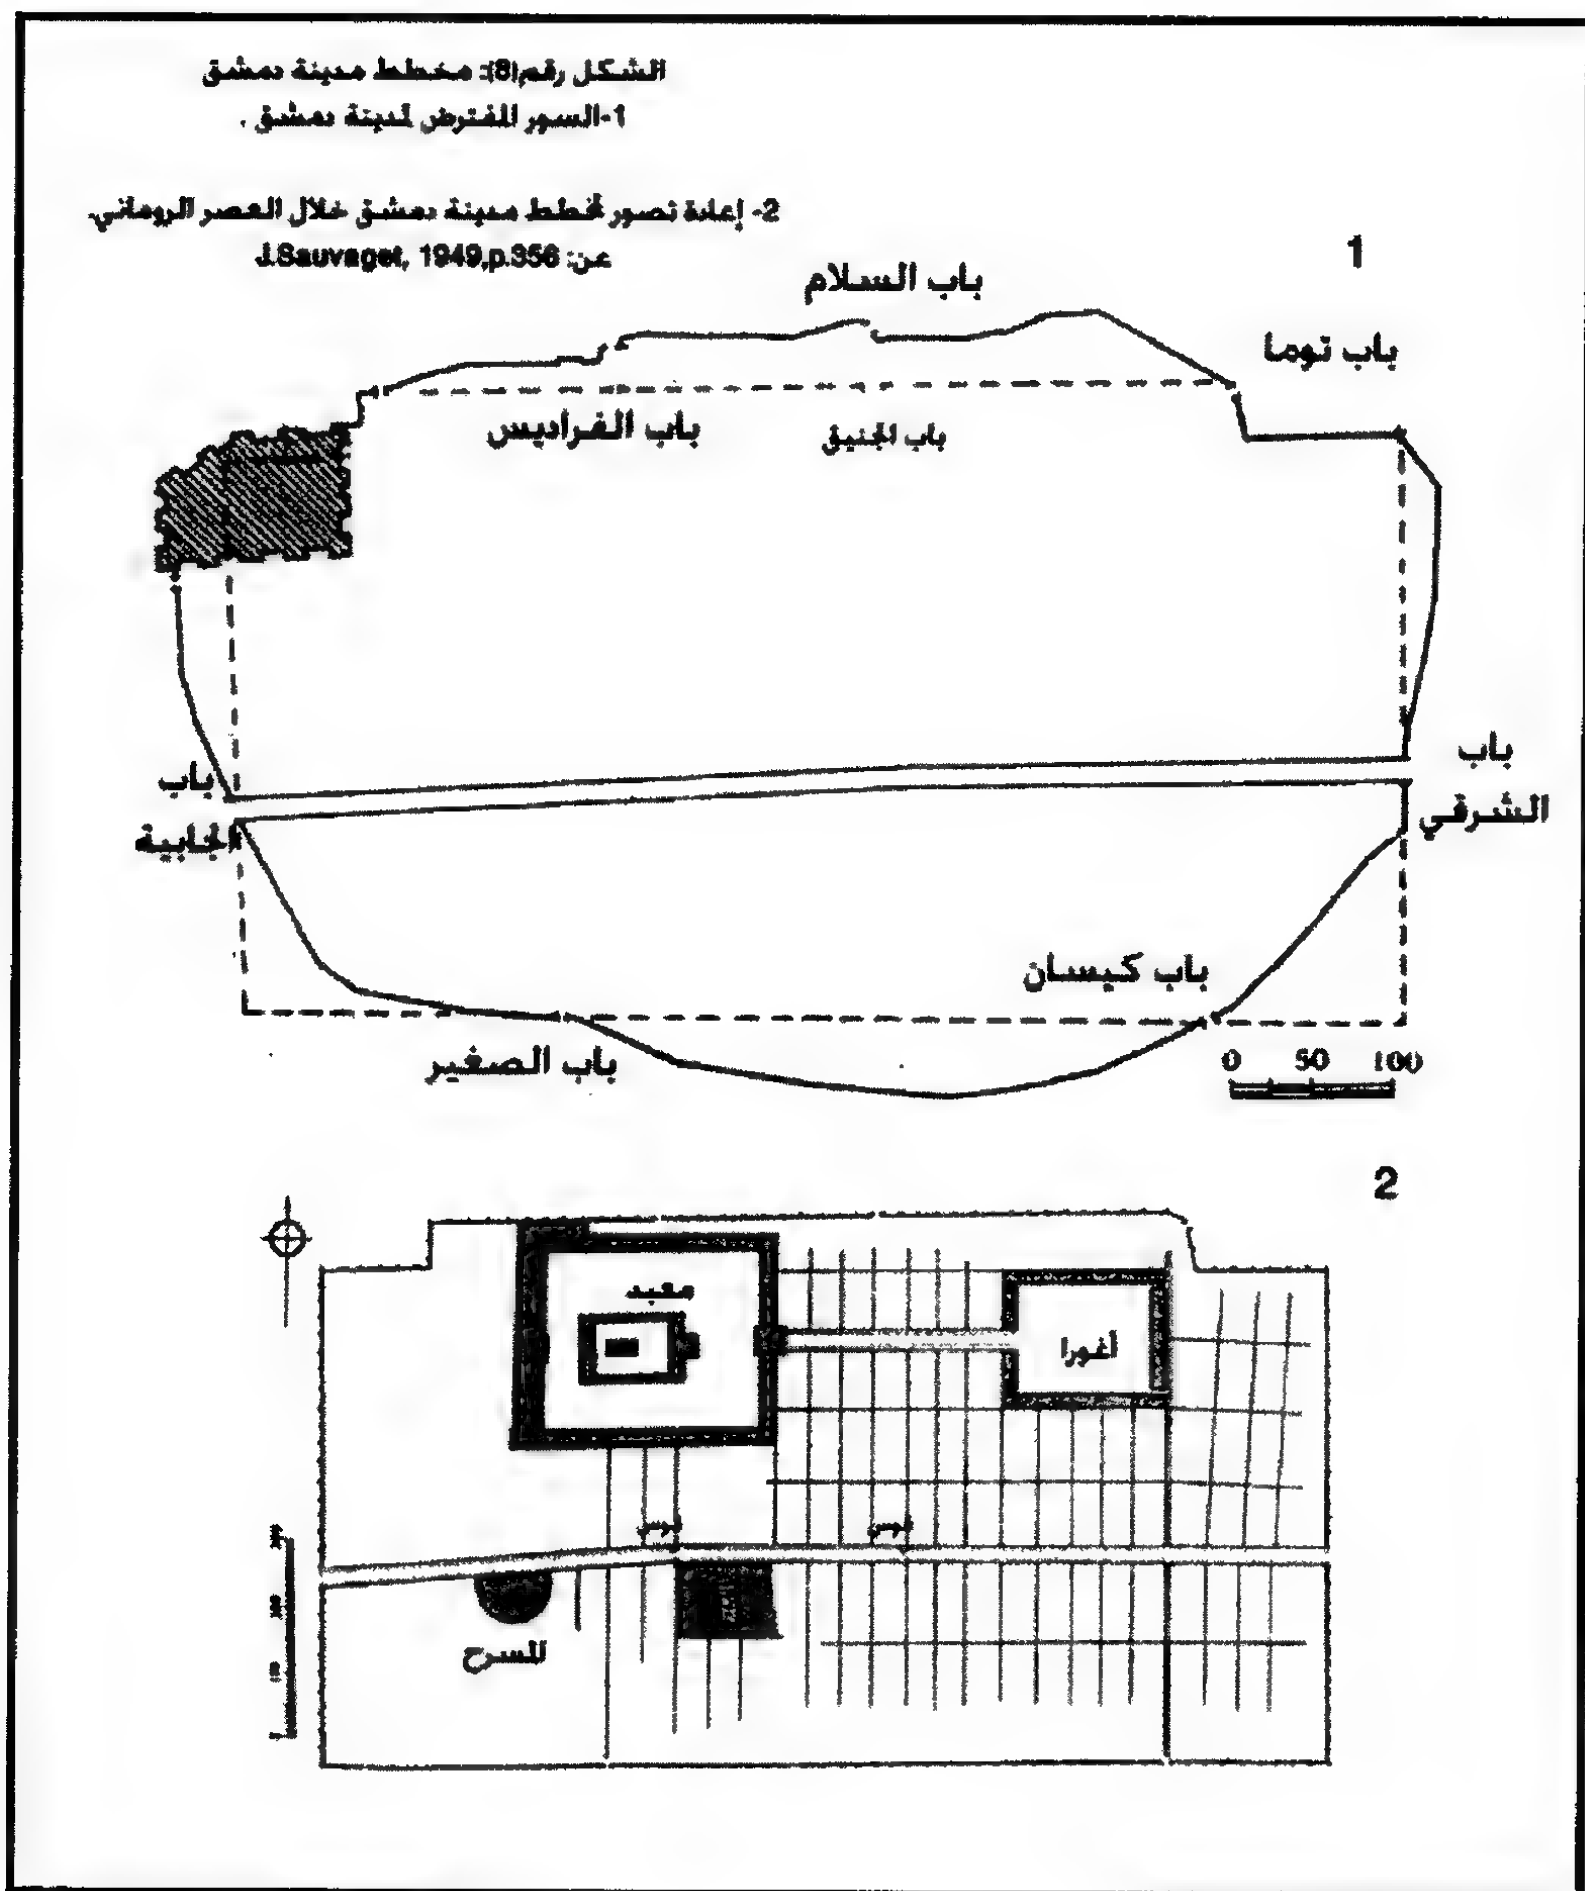 الشكل رقم(8): مخطط مدينة دمشق
1-السور المفترض لمدينة دمشق .
2- إعادة تصور لمخطط مدينة دمشق خلال العصر الروماني.
عن: J.Sauvaget, 1949,p.356
1
باب السلام
باب توما
باب الفراديس
باب الجنيق
باب الشرقي
باب الجابية
باب كيسان
باب الصغير
0 50 100
2
معبد
أغورا
قوس
قوس
المسرح